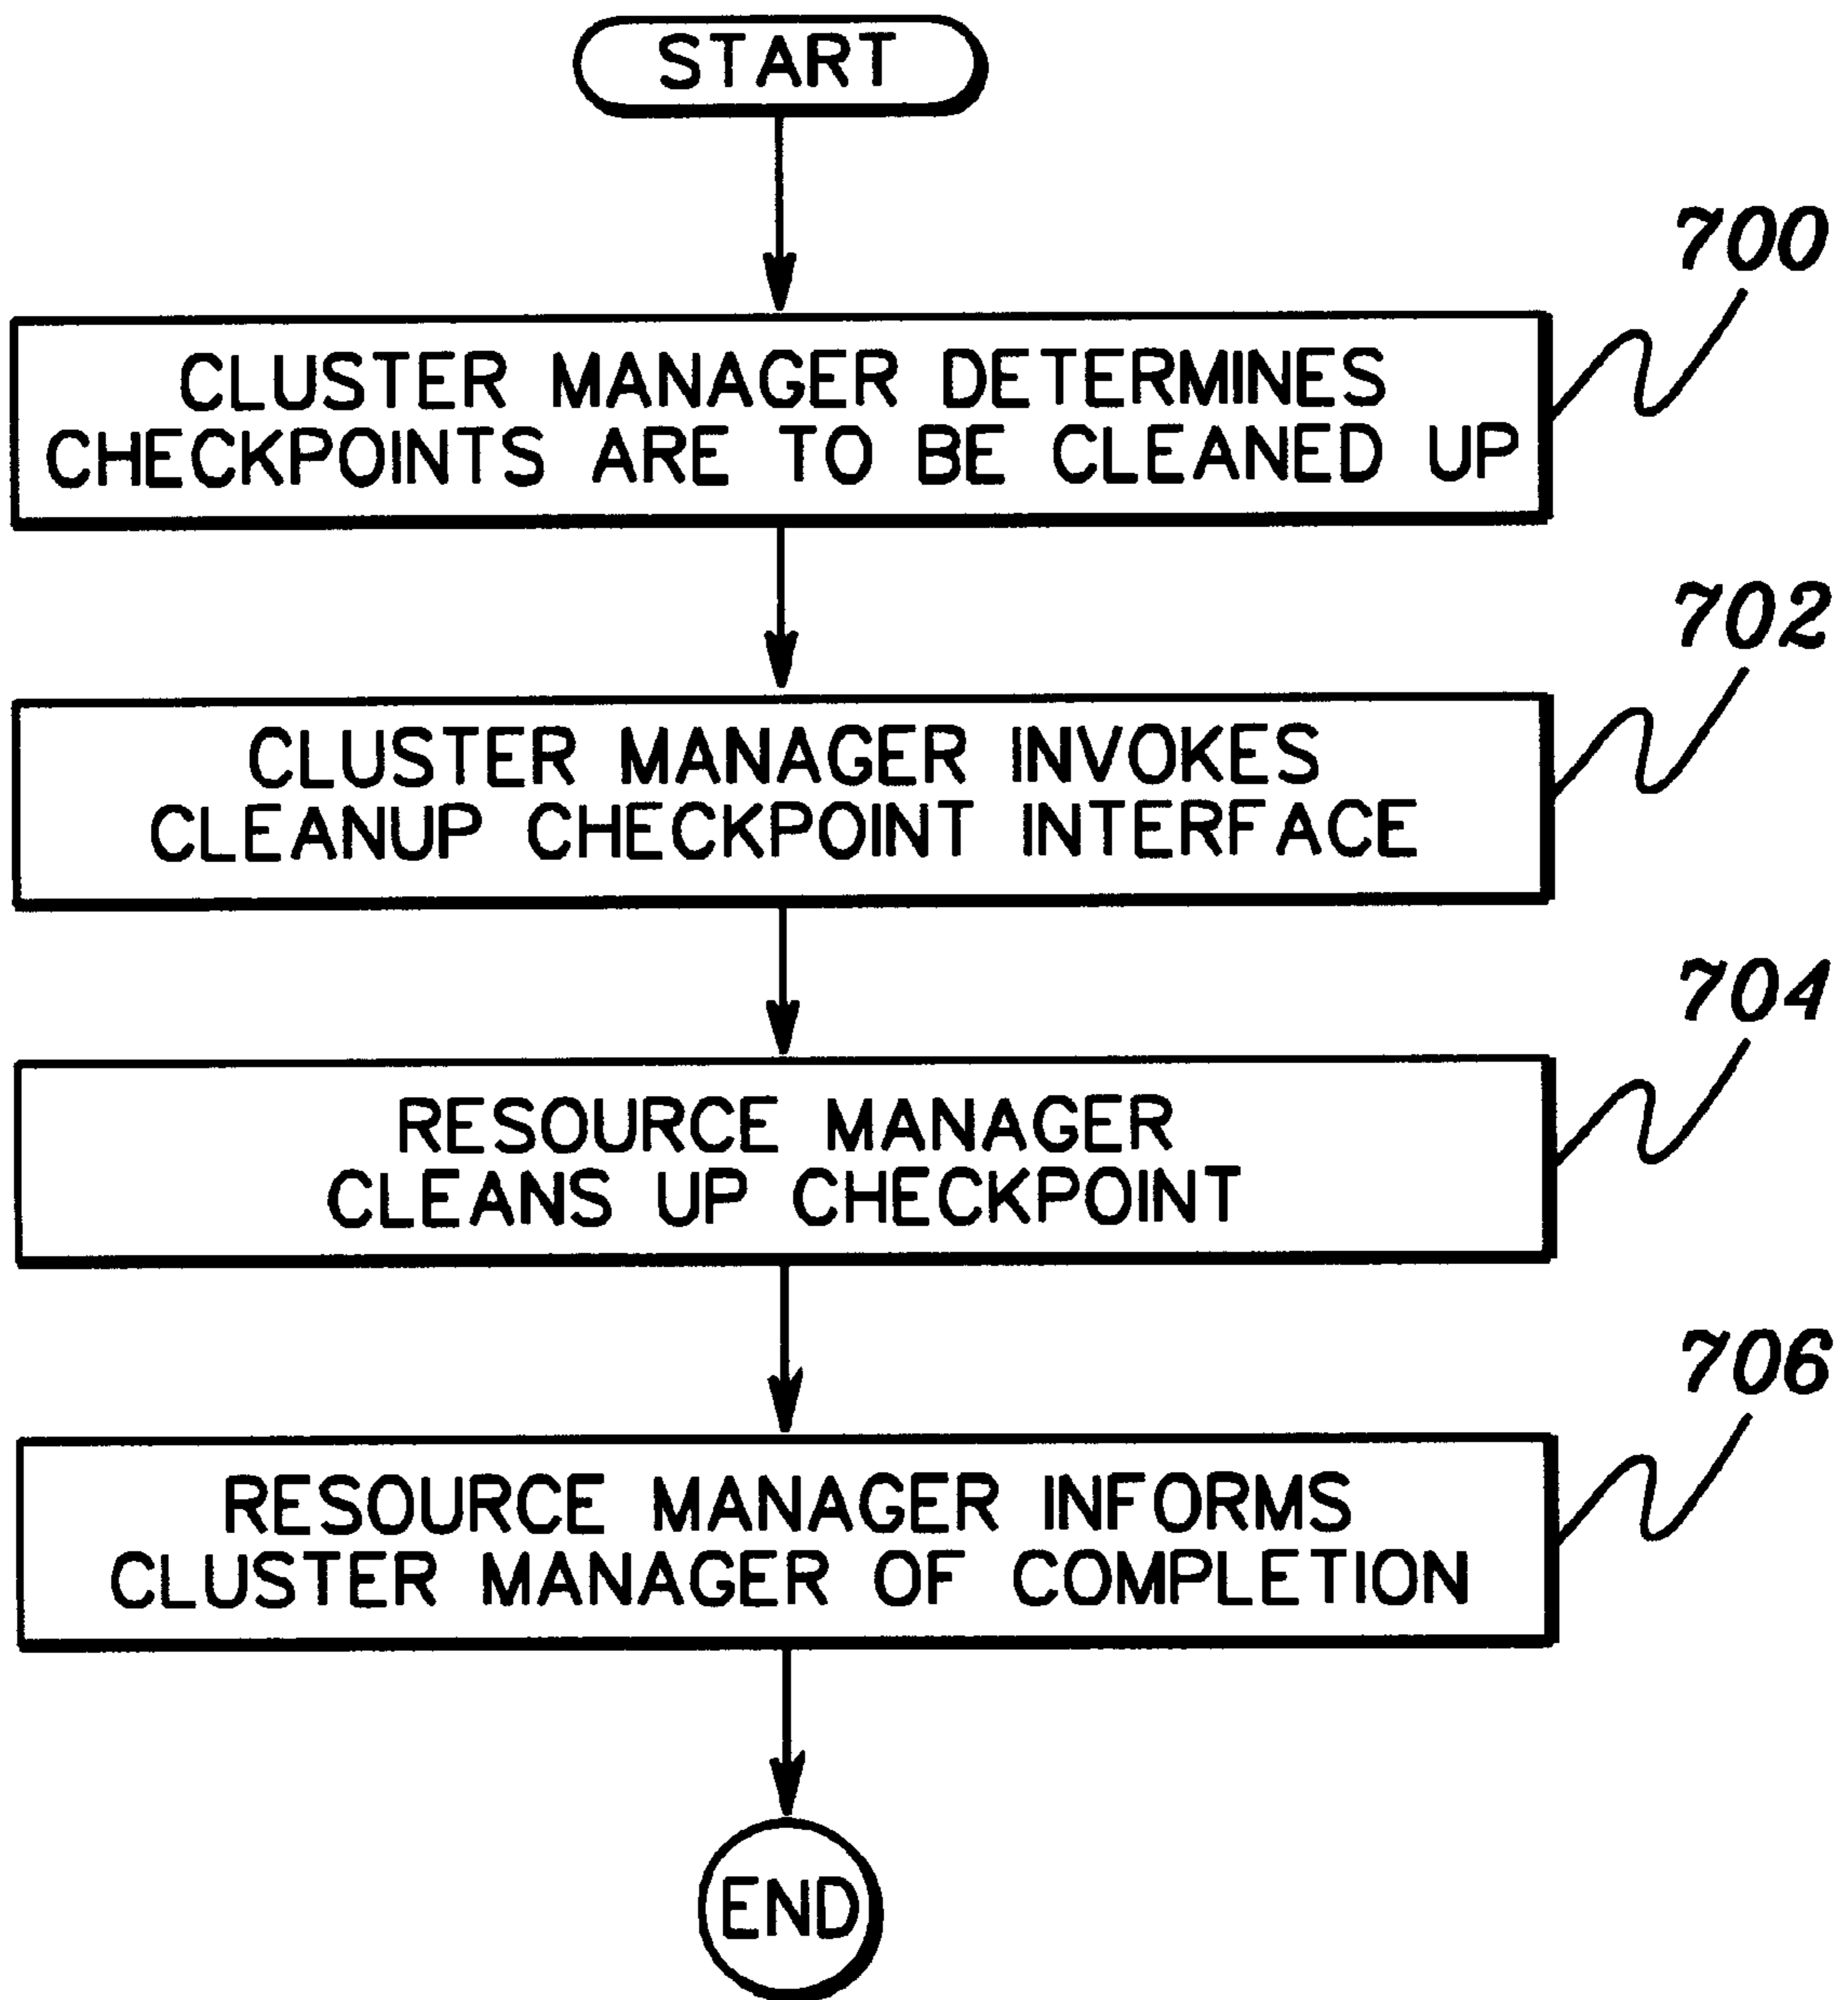 START
700
CLUSTER MANAGER DETERMINES
CHECKPOINTS ARE TO BE CLEANED UP
702
CLUSTER MANAGER INVOKES
CLEANUP CHECKPOINT INTERFACE
704
RESOURCE MANAGER
CLEANS UP CHECKPOINT
706
RESOURCE MANAGER INFORMS
CLUSTER MANAGER OF COMPLETION
END